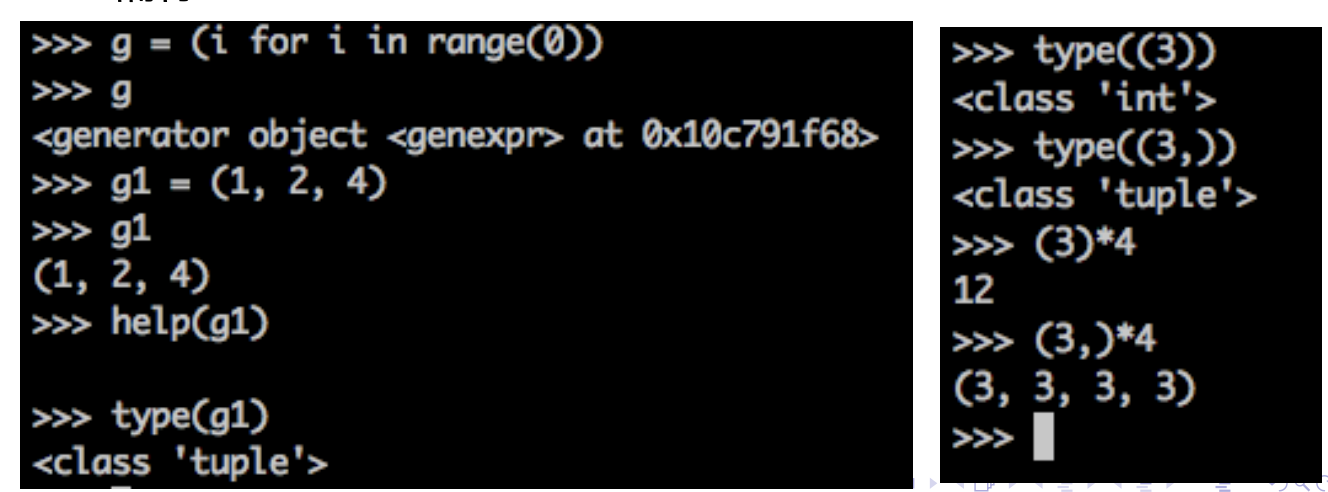 >>> g = (i for i in range(0))
>>> g
<generator object <genexpr> at 0x10c791f68>
>>> g1 = (1, 2, 4)
>>> g1
(1, 2, 4)
>>> help(g1)
>>> type(g1)
<class 'tuple'>
>>> type((3))
<class 'int'>
>>> type((3,))
<class 'tuple'>
>>> (3)*4
12
>>> (3,)*4
(3, 3, 3, 3)
>>>